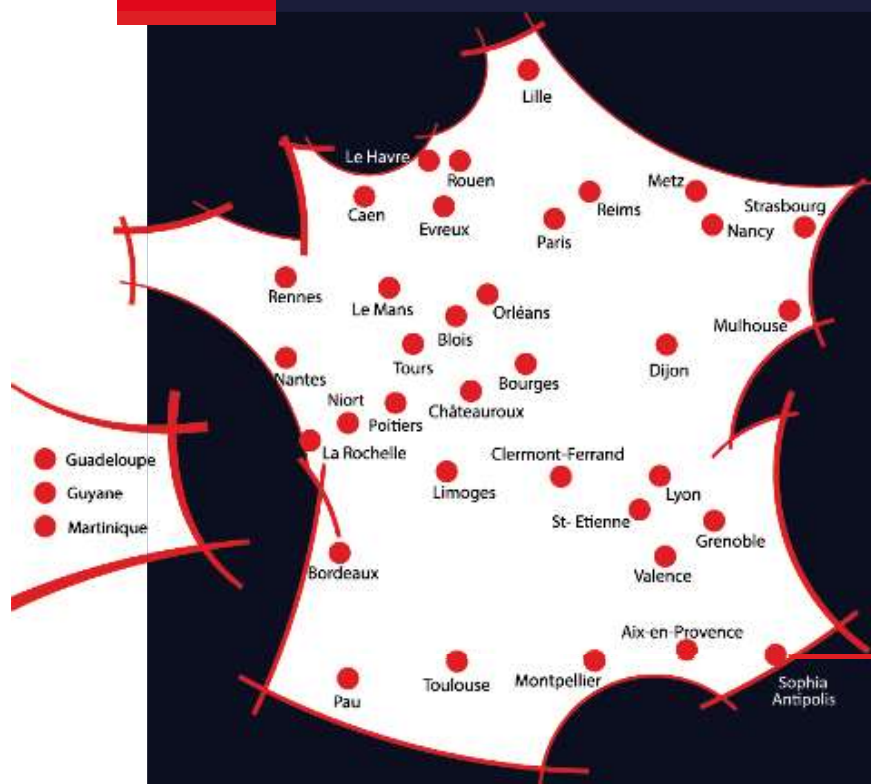 Lille
Le Havre
Rouen
Caen
Evreux
Paris
Reims
Metz
Nancy
Strasbourg
Rennes
Le Mans
Orléans
Blois
Mulhouse
Nantes
Tours
Bourges
Dijon
Niort
Poitiers
Châteauroux
La Rochelle
Limoges
Clermont-Ferrand
Lyon
St- Etienne
Grenoble
Valence
Guadeloupe
Guyane
Martinique
Bordeaux
Pau
Toulouse
Montpellier
Aix-en-Provence
Sophia
Antipolis